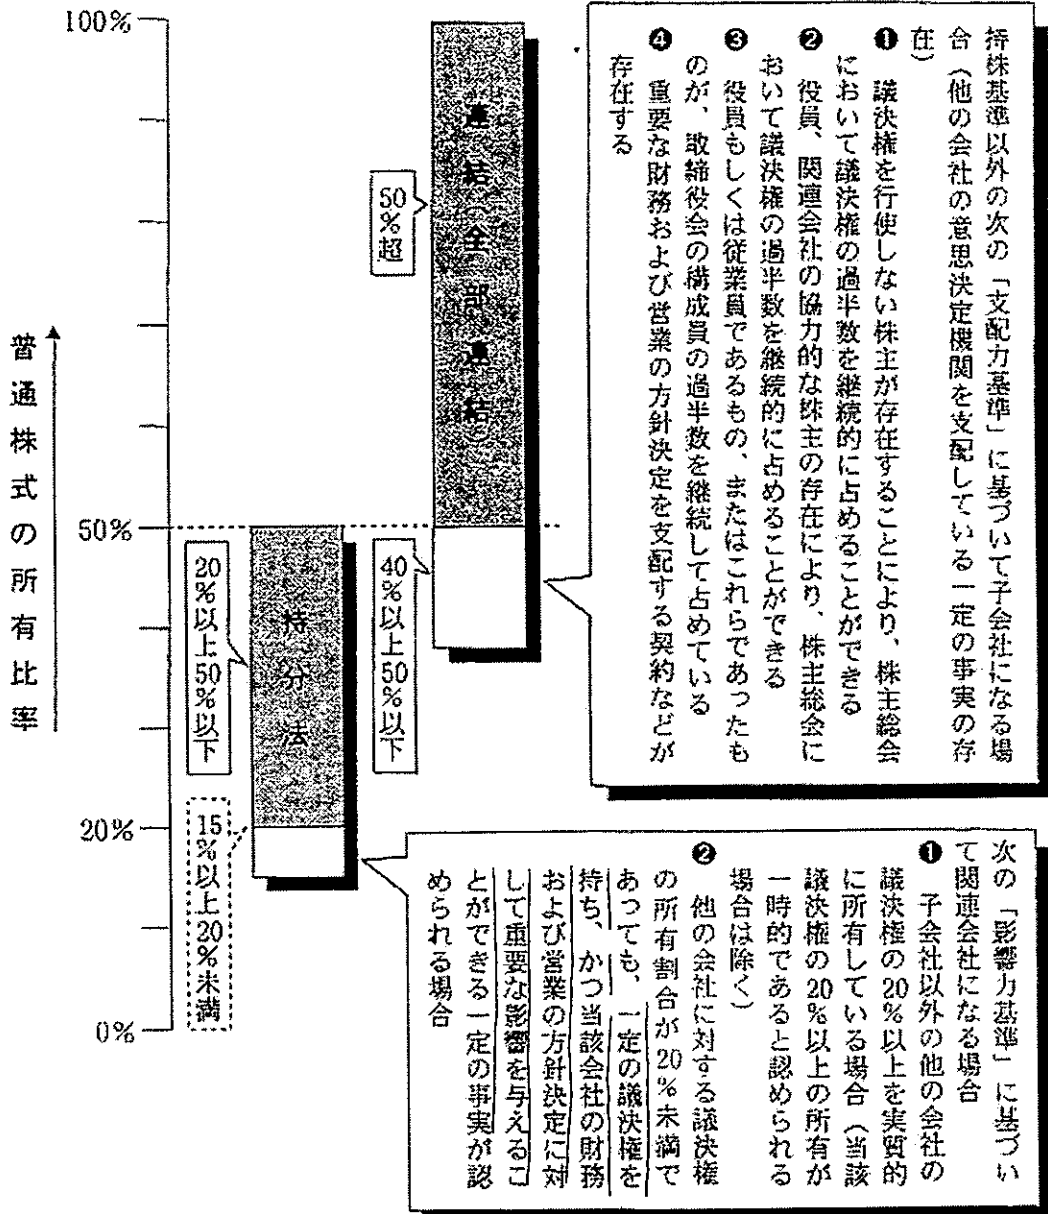 持株基準以外の次の「支配力基準」に基づいて子会社になる場
合（他の会社の意思決定機関を支配している一定の事実の存
在）
❶　議決権を行使しない株主が存在することにより、株主総会
において議決権の過半数を継続的に占めることができる
❷　役員、関連会社の協力的な株主の存在により、株主総会に
おいて議決権の過半数を継続的に占めることができる
❸　役員もしくは従業員であるもの、またはこれらであったも
のが、取締役会の構成員の過半数を継続して占めている
❹　重要な財務および営業の方針決定を支配する契約などが
存在する
100%
50%
20%
0%
普通株式の所有比率
連結（全部連結）
50%超
40%以上50%以下
持分法
20%以上50%以下
15%以上20%未満
次の「影響力基準」に基づい
て関連会社になる場合
❶　子会社以外の他の会社の
議決権の20%以上を実質的
に所有している場合（当該
議決権の20%以上の所有が
一時的であると認められる
場合は除く）
❷　他の会社に対する議決権
の所有割合が20%未満で
あっても、一定の議決権を
持ち、かつ当該会社の財務
および営業の方針決定に対
して重要な影響を与えるこ
とができる一定の事実が認
められる場合